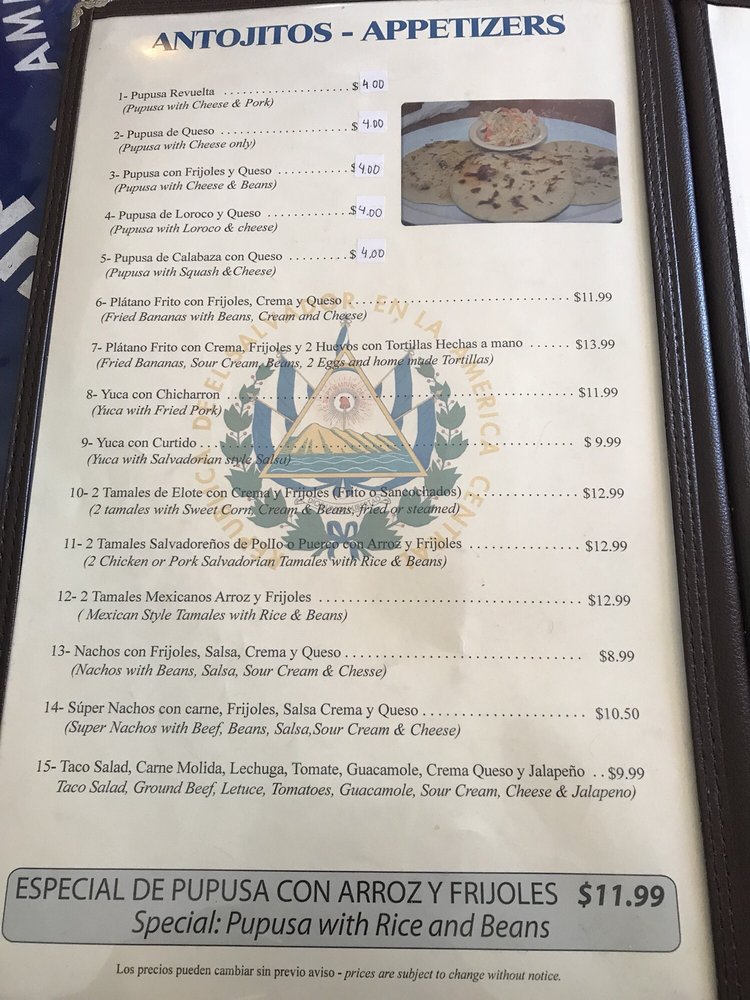 AMI
ANTOJITOS - APPETIZERS
1- Pupusa Revuelta ........................ $ 4 00
(Pupusa with Cheese & Pork)
2- Pupusa de Queso ........................ $ 4.00
(Pupusa with Cheese only)
3- Pupusa con Frijoles y Queso .............. $ 4.00
(Pupusa with Cheese & Beans)
4- Pupusa de Loroco y Queso ................ $ 4.00
(Pupusa with Loroco & cheese)
5- Pupusa de Calabaza con Queso ............ $ 4.00
(Pupusa with Squash &Cheese)
6- Plátano Frito con Frijoles, Crema y Queso .................................... $11.99
(Fried Bananas with Beans, Cream and Cheese)
7- Plátano Frito con Crema, Frijoles y 2 Huevos con Tortillas Hechas a mano ...... $13.99
(Fried Bananas, Sour Cream, Beans, 2 Eggs and home made Tortillas)
8- Yuca con Chicharron .................................................... $11.99
(Yuca with Fried Pork)
9- Yuca con Curtido ...................................................... $ 9.99
(Yuca with Salvadorian style Salsa)
10- 2 Tamales de Elote con Crema y Frijoles (Frito o Sancochados) ................ $12.99
(2 tamales with Sweet Corn, Cream & Beans, fried or steamed)
11- 2 Tamales Salvadoreños de Pollo o Puerco con Arroz y Frijoles ................ $12.99
(2 Chicken or Pork Salvadorian Tamales with Rice & Beans)
12- 2 Tamales Mexicanos Arroz y Frijoles ...................................... $12.99
( Mexican Style Tamales with Rice & Beans)
13- Nachos con Frijoles, Salsa, Crema y Queso .................................. $8.99
(Nachos with Beans, Salsa, Sour Cream & Chesse)
14- Súper Nachos con carne, Frijoles, Salsa Crema y Queso ........................ $10.50
(Super Nachos with Beef, Beans, Salsa,Sour Cream & Cheese)
15- Taco Salad, Carne Molida, Lechuga, Tomate, Guacamole, Crema Queso y Jalapeño .. $9.99
Taco Salad, Ground Beef, Letuce, Tomatoes, Guacamole, Sour Cream, Cheese & Jalapeno)
REPUBLICA DE EL SALVADOR EN LA AMERICA CENTRAL
ESPECIAL DE PUPUSA CON ARROZ Y FRIJOLES $11.99
Special: Pupusa with Rice and Beans
Los precios pueden cambiar sin previo aviso - prices are subject to change without notice.